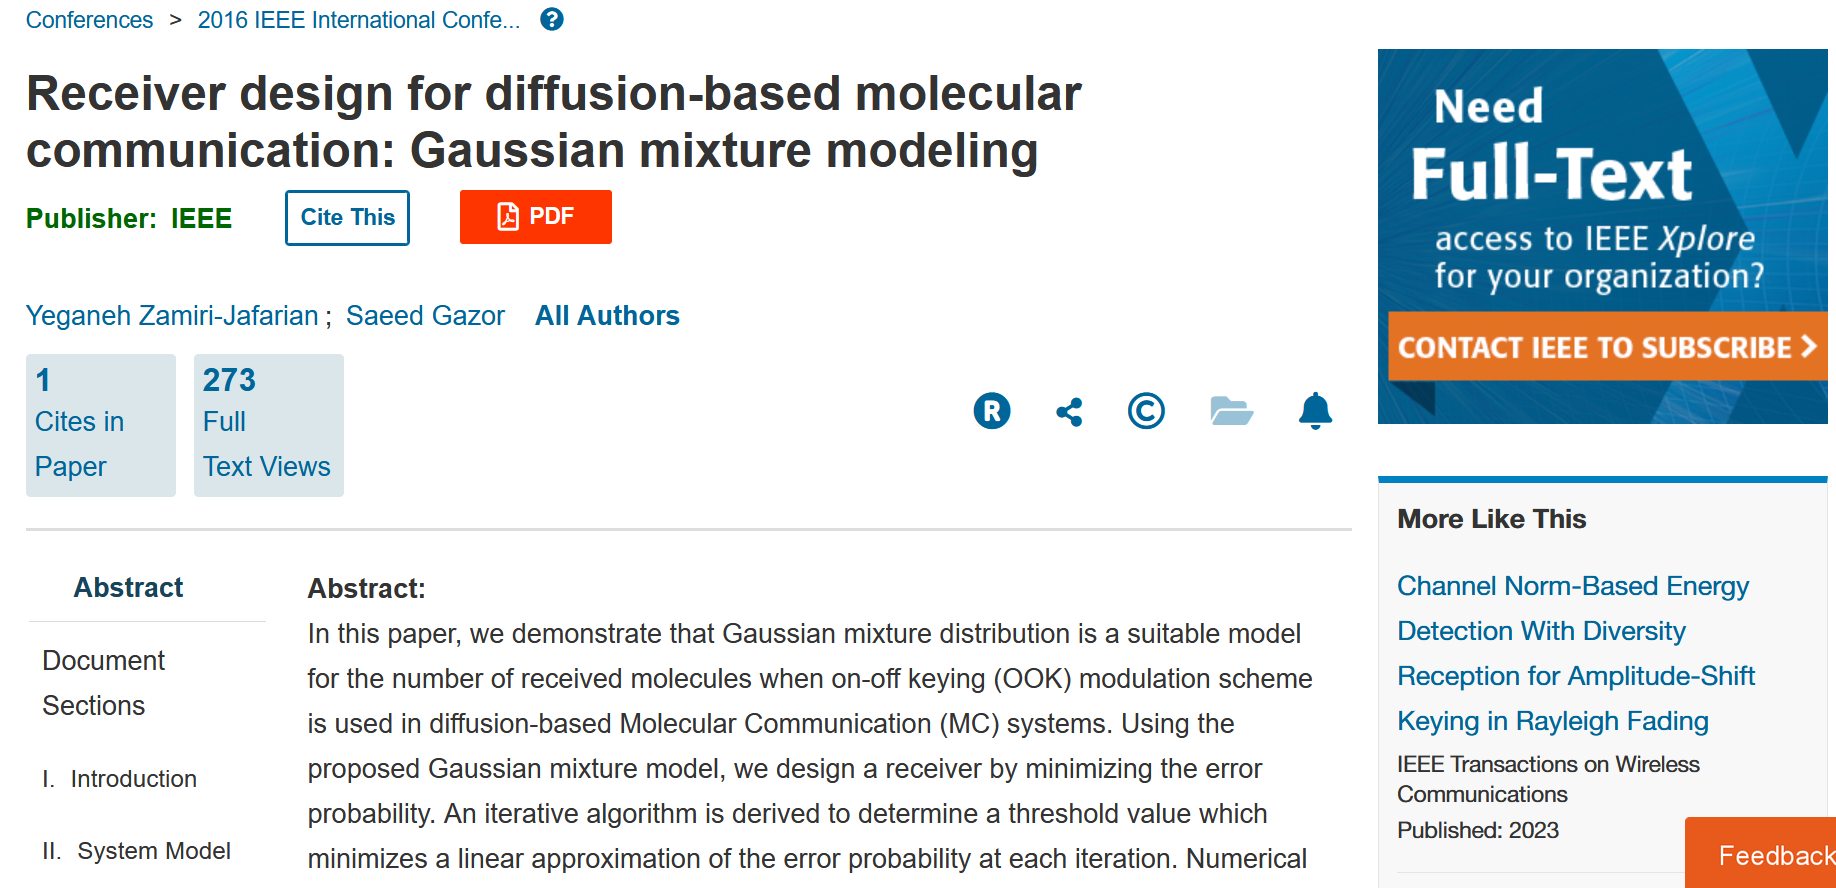 Conferences > 2016 IEEE International Confe... ?
Receiver design for diffusion-based molecular
communication: Gaussian mixture modeling
Publisher: IEEE
Cite This
PDF
Yeganeh Zamiri-Jafarian ; Saeed Gazor All Authors
1
Cites in
Paper
273
Full
Text Views
R
©
Abstract
Document
Sections
I. Introduction
II. System Model
Abstract:
In this paper, we demonstrate that Gaussian mixture distribution is a suitable model
for the number of received molecules when on-off keying (OOK) modulation scheme
is used in diffusion-based Molecular Communication (MC) systems. Using the
proposed Gaussian mixture model, we design a receiver by minimizing the error
probability. An iterative algorithm is derived to determine a threshold value which
minimizes a linear approximation of the error probability at each iteration. Numerical
Need
Full-Text
access to IEEE Xplore
for your organization?
CONTACT IEEE TO SUBSCRIBE >
More Like This
Channel Norm-Based Energy
Detection With Diversity
Reception for Amplitude-Shift
Keying in Rayleigh Fading
IEEE Transactions on Wireless
Communications
Published: 2023
Feedback